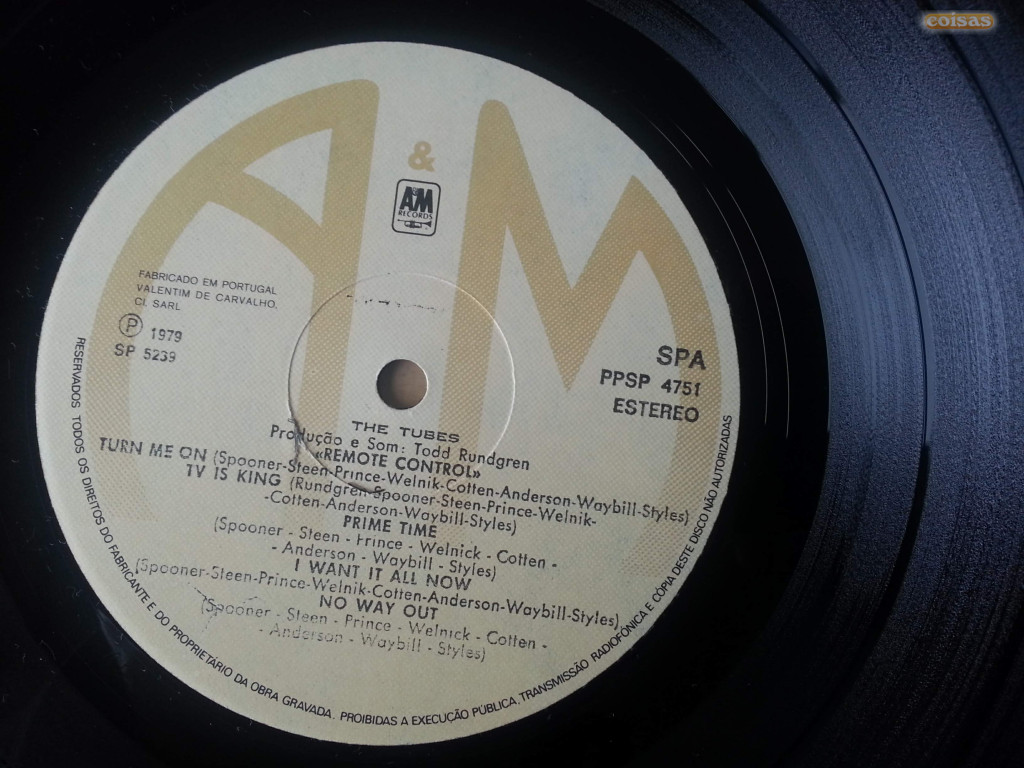 coisas
A & M
A&M
RECORDS
FABRICADO EM PORTUGAL
VALENTIM DE CARVALHO,
CI. SARL
Ⓟ 1979
SP 5239
SPA
PPSP 4751
ESTEREO
THE TUBES
Produção e Som: Todd Rundgren
«REMOTE CONTROL»
TURN ME ON (Spooner-Steen-Prince-Welnik-Cotten-Anderson-Waybill-Styles)
TV IS KING (Rundgren-Spooner-Steen-Prince-Welnik-
-Cotten-Anderson-Waybill-Styles)
PRIME TIME
(Spooner - Steen - Prince - Welnick - Cotten -
- Anderson - Waybill - Styles)
I WANT IT ALL NOW
(Spooner-Steen-Prince-Welnik-Cotten-Anderson-Waybill-Styles)
NO WAY OUT
(Spooner - Steen - Prince - Welnick - Cotten -
- Anderson - Waybill - Styles)
RESERVADOS TODOS OS DIREITOS DO FABRICANTE E DO PROPRIETÁRIO DA OBRA GRAVADA. PROIBIDAS A EXECUÇÃO PÚBLICA, TRANSMISSÃO RADIOFÓNICA E CÓPIA DESTE DISCO NÃO AUTORIZADAS